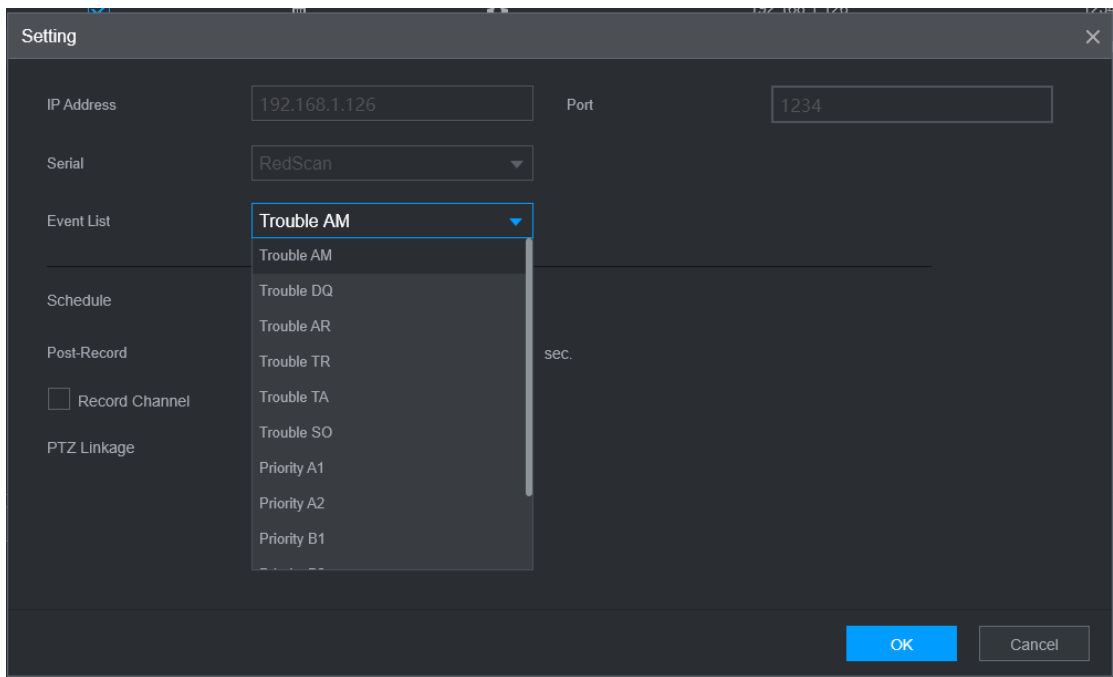 Setting
IP Address 192.168.1.126 Port 1234
Serial RedScan
Event List Trouble AM
Trouble AM
Trouble DQ
Schedule
Trouble AR
Post-Record sec.
Trouble TR
Record Channel Trouble TA
Trouble SO
PTZ Linkage
Priority A1
Priority A2
Priority B1
OK Cancel